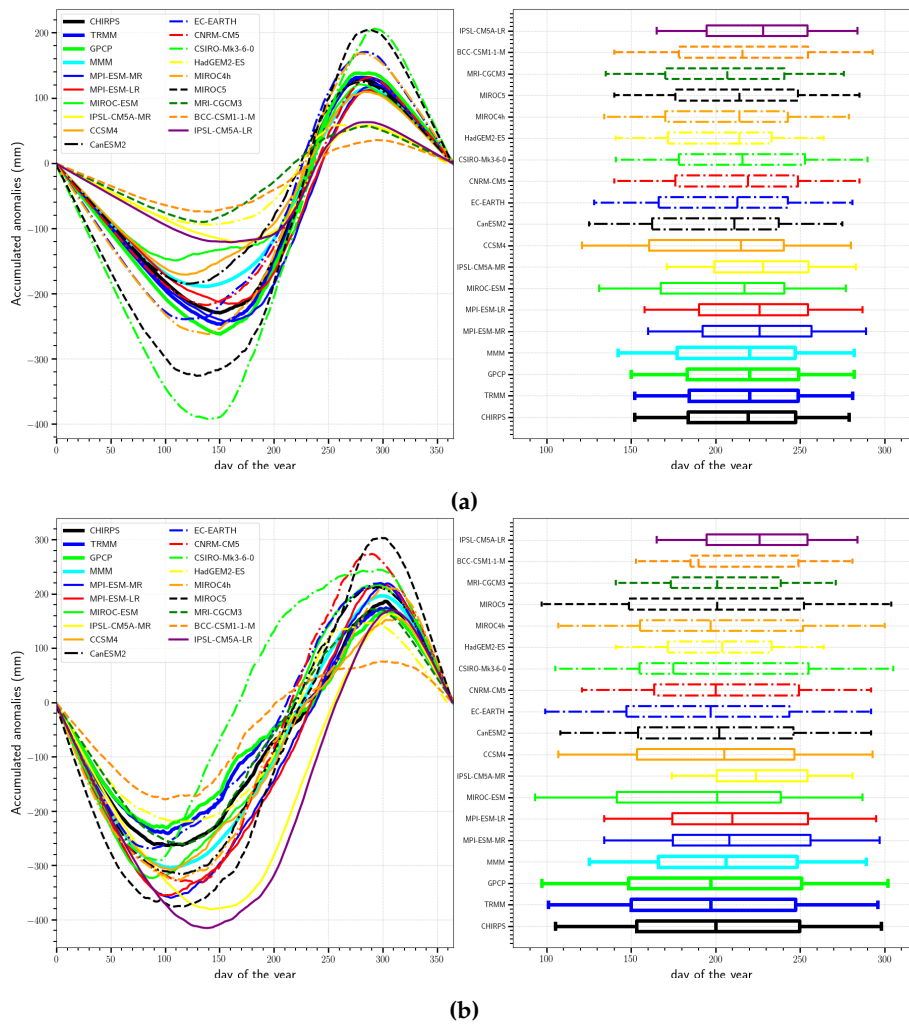 200
100
0
−100
−200
−300
−400
Accumulated anomalies (mm)
CHIRPS
TRMM
GPCP
MMM
MPI-ESM-MR
MPI-ESM-LR
MIROC-ESM
IPSL-CM5A-MR
CCSM4
CanESM2
EC-EARTH
CNRM-CM5
CSIRO-Mk3-6-0
HadGEM2-ES
MIROC4h
MIROC5
MRI-CGCM3
BCC-CSM1-1-M
IPSL-CM5A-LR
0 50 100 150 200 250 300 350
day of the year
IPSL-CM5A-LR
BCC-CSM1-1-M
MRI-CGCM3
MIROC5
MIROC4h
HadGEM2-ES
CSIRO-Mk3-6-0
CNRM-CM5
EC-EARTH
CanESM2
CCSM4
IPSL-CM5A-MR
MIROC-ESM
MPI-ESM-LR
MPI-ESM-MR
MMM
GPCP
TRMM
CHIRPS
100 150 200 250 300
day of the year
(a)
300
200
100
0
−100
−200
−300
−400
Accumulated anomalies (mm)
CHIRPS
TRMM
GPCP
MMM
MPI-ESM-MR
MPI-ESM-LR
MIROC-ESM
IPSL-CM5A-MR
CCSM4
CanESM2
EC-EARTH
CNRM-CM5
CSIRO-Mk3-6-0
HadGEM2-ES
MIROC4h
MIROC5
MRI-CGCM3
BCC-CSM1-1-M
IPSL-CM5A-LR
0 50 100 150 200 250 300 350
day of the year
IPSL-CM5A-LR
BCC-CSM1-1-M
MRI-CGCM3
MIROC5
MIROC4h
HadGEM2-ES
CSIRO-Mk3-6-0
CNRM-CM5
EC-EARTH
CanESM2
CCSM4
IPSL-CM5A-MR
MIROC-ESM
MPI-ESM-LR
MPI-ESM-MR
MMM
GPCP
TRMM
CHIRPS
100 150 200 250 300
day of the year
(b)